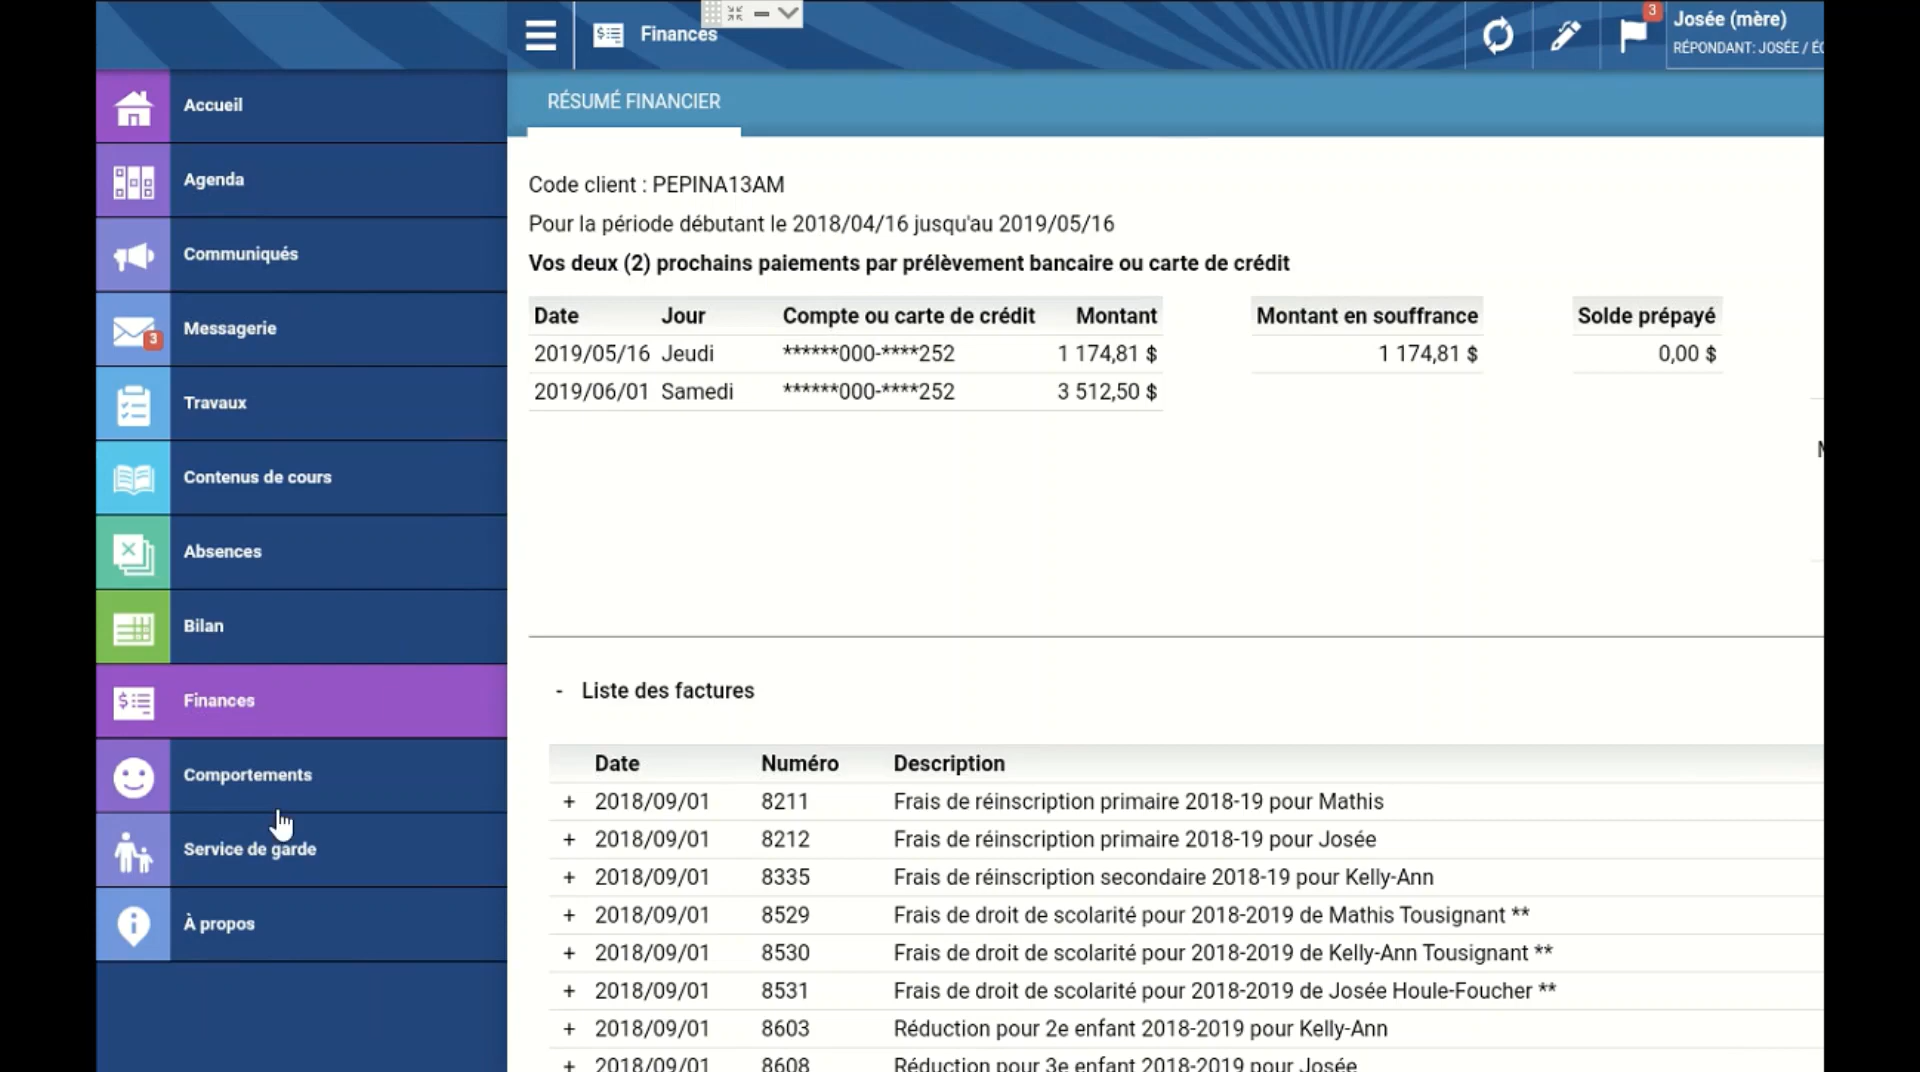 Finances
3
Josée (mère)
RÉPONDANT: JOSÉE /
Accueil
Agenda
Communiqués
Messagerie
3
Travaux
Contenus de cours
Absences
Bilan
Finances
Comportements
Service de garde
À propos
RÉSUMÉ FINANCIER
Code client : PEPINA13AM
Pour la période débutant le 2018/04/16 jusqu'au 2019/05/16
Vos deux (2) prochains paiements par prélèvement bancaire ou carte de crédit
Date Jour Compte ou carte de crédit Montant Montant en souffrance Solde prépayé
2019/05/16 Jeudi ******000-****252 1 174,81 $ 1 174,81 $ 0,00 $
2019/06/01 Samedi ******000-****252 3 512,50 $
- Liste des factures
Date Numéro Description
+ 2018/09/01 8211 Frais de réinscription primaire 2018-19 pour Mathis
+ 2018/09/01 8212 Frais de réinscription primaire 2018-19 pour Josée
+ 2018/09/01 8335 Frais de réinscription secondaire 2018-19 pour Kelly-Ann
+ 2018/09/01 8529 Frais de droit de scolarité pour 2018-2019 de Mathis Tousignant **
+ 2018/09/01 8530 Frais de droit de scolarité pour 2018-2019 de Kelly-Ann Tousignant **
+ 2018/09/01 8531 Frais de droit de scolarité pour 2018-2019 de Josée Houle-Foucher **
+ 2018/09/01 8603 Réduction pour 2e enfant 2018-2019 pour Kelly-Ann
+ 2018/09/01 8608 Réduction pour 3e enfant 2018-2019 pour Josée